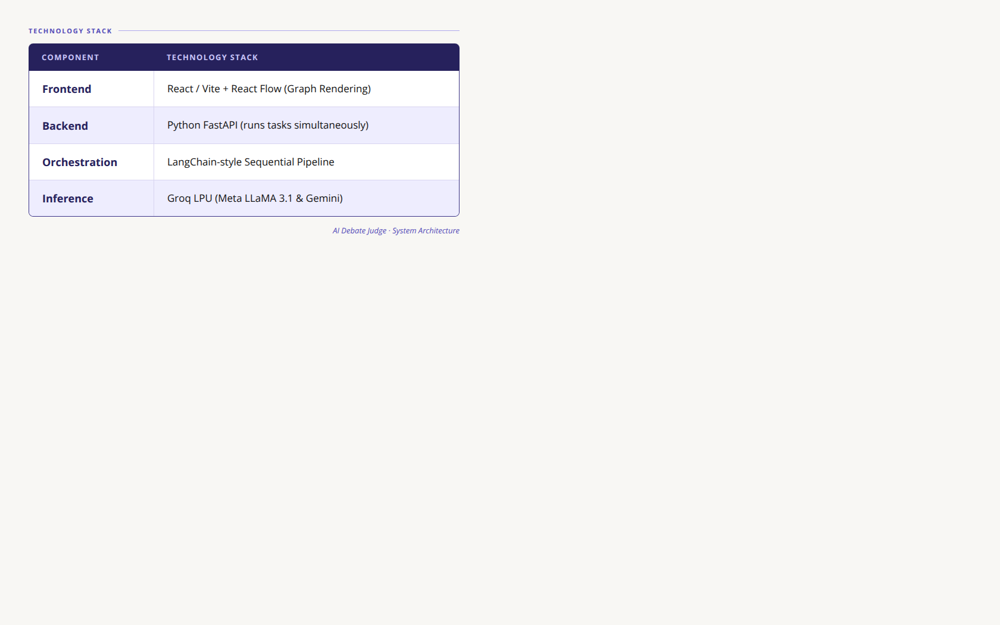 TECHNOLOGY STACK
COMPONENT TECHNOLOGY STACK
Frontend React / Vite + React Flow (Graph Rendering)
Backend Python FastAPI (runs tasks simultaneously)
Orchestration LangChain-style Sequential Pipeline
Inference Groq LPU (Meta LLaMA 3.1 & Gemini)
AI Debate Judge · System Architecture